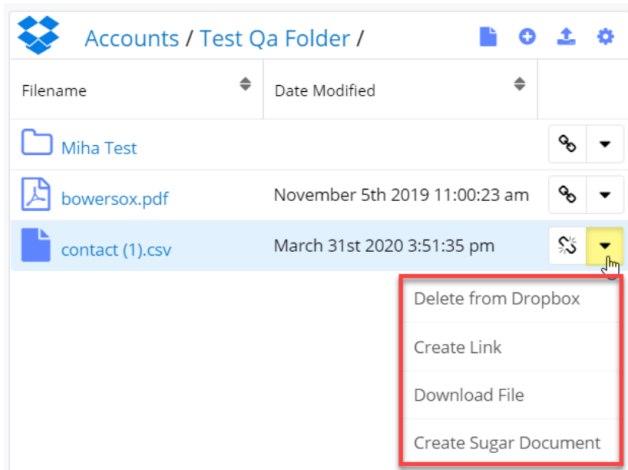 Accounts / Test Qa Folder /
Filename Date Modified
Miha Test
bowersox.pdf November 5th 2019 11:00:23 am
contact (1).csv March 31st 2020 3:51:35 pm
Delete from Dropbox
Create Link
Download File
Create Sugar Document